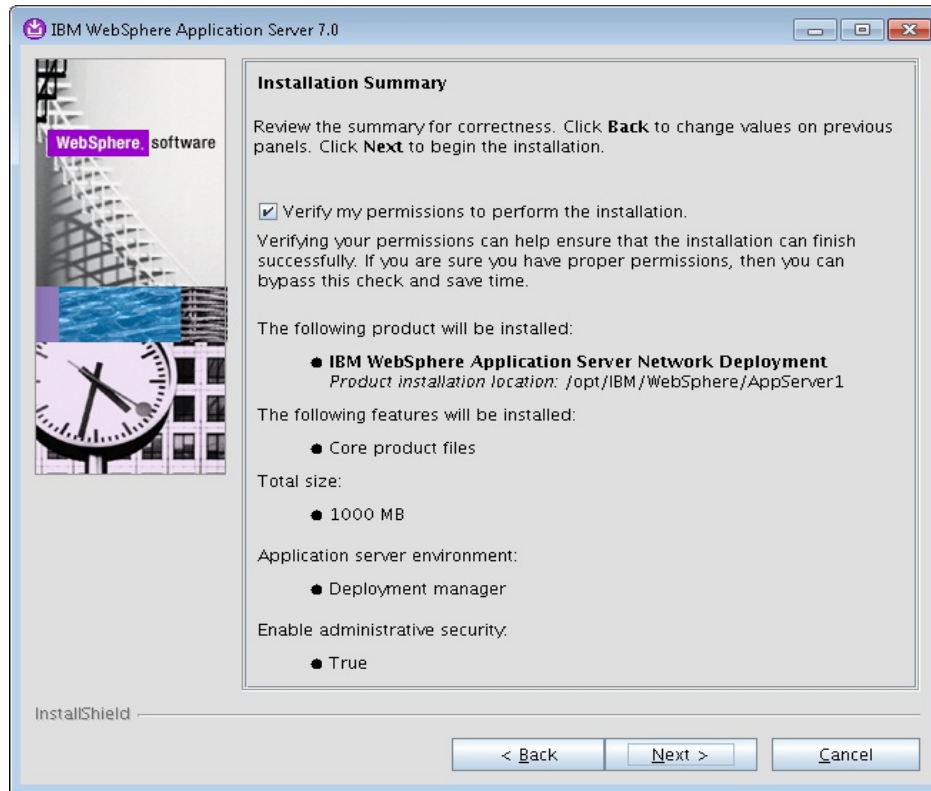 IBM WebSphere Application Server 7.0
WebSphere. software
Installation Summary
Review the summary for correctness. Click Back to change values on previous
panels. Click Next to begin the installation.
Verify my permissions to perform the installation.
Verifying your permissions can help ensure that the installation can finish
successfully. If you are sure you have proper permissions, then you can
bypass this check and save time.
The following product will be installed:
● IBM WebSphere Application Server Network Deployment
Product installation location: /opt/IBM/WebSphere/AppServer1
The following features will be installed:
● Core product files
Total size:
● 1000 MB
Application server environment:
● Deployment manager
Enable administrative security:
● True
InstallShield
< Back
Next >
Cancel